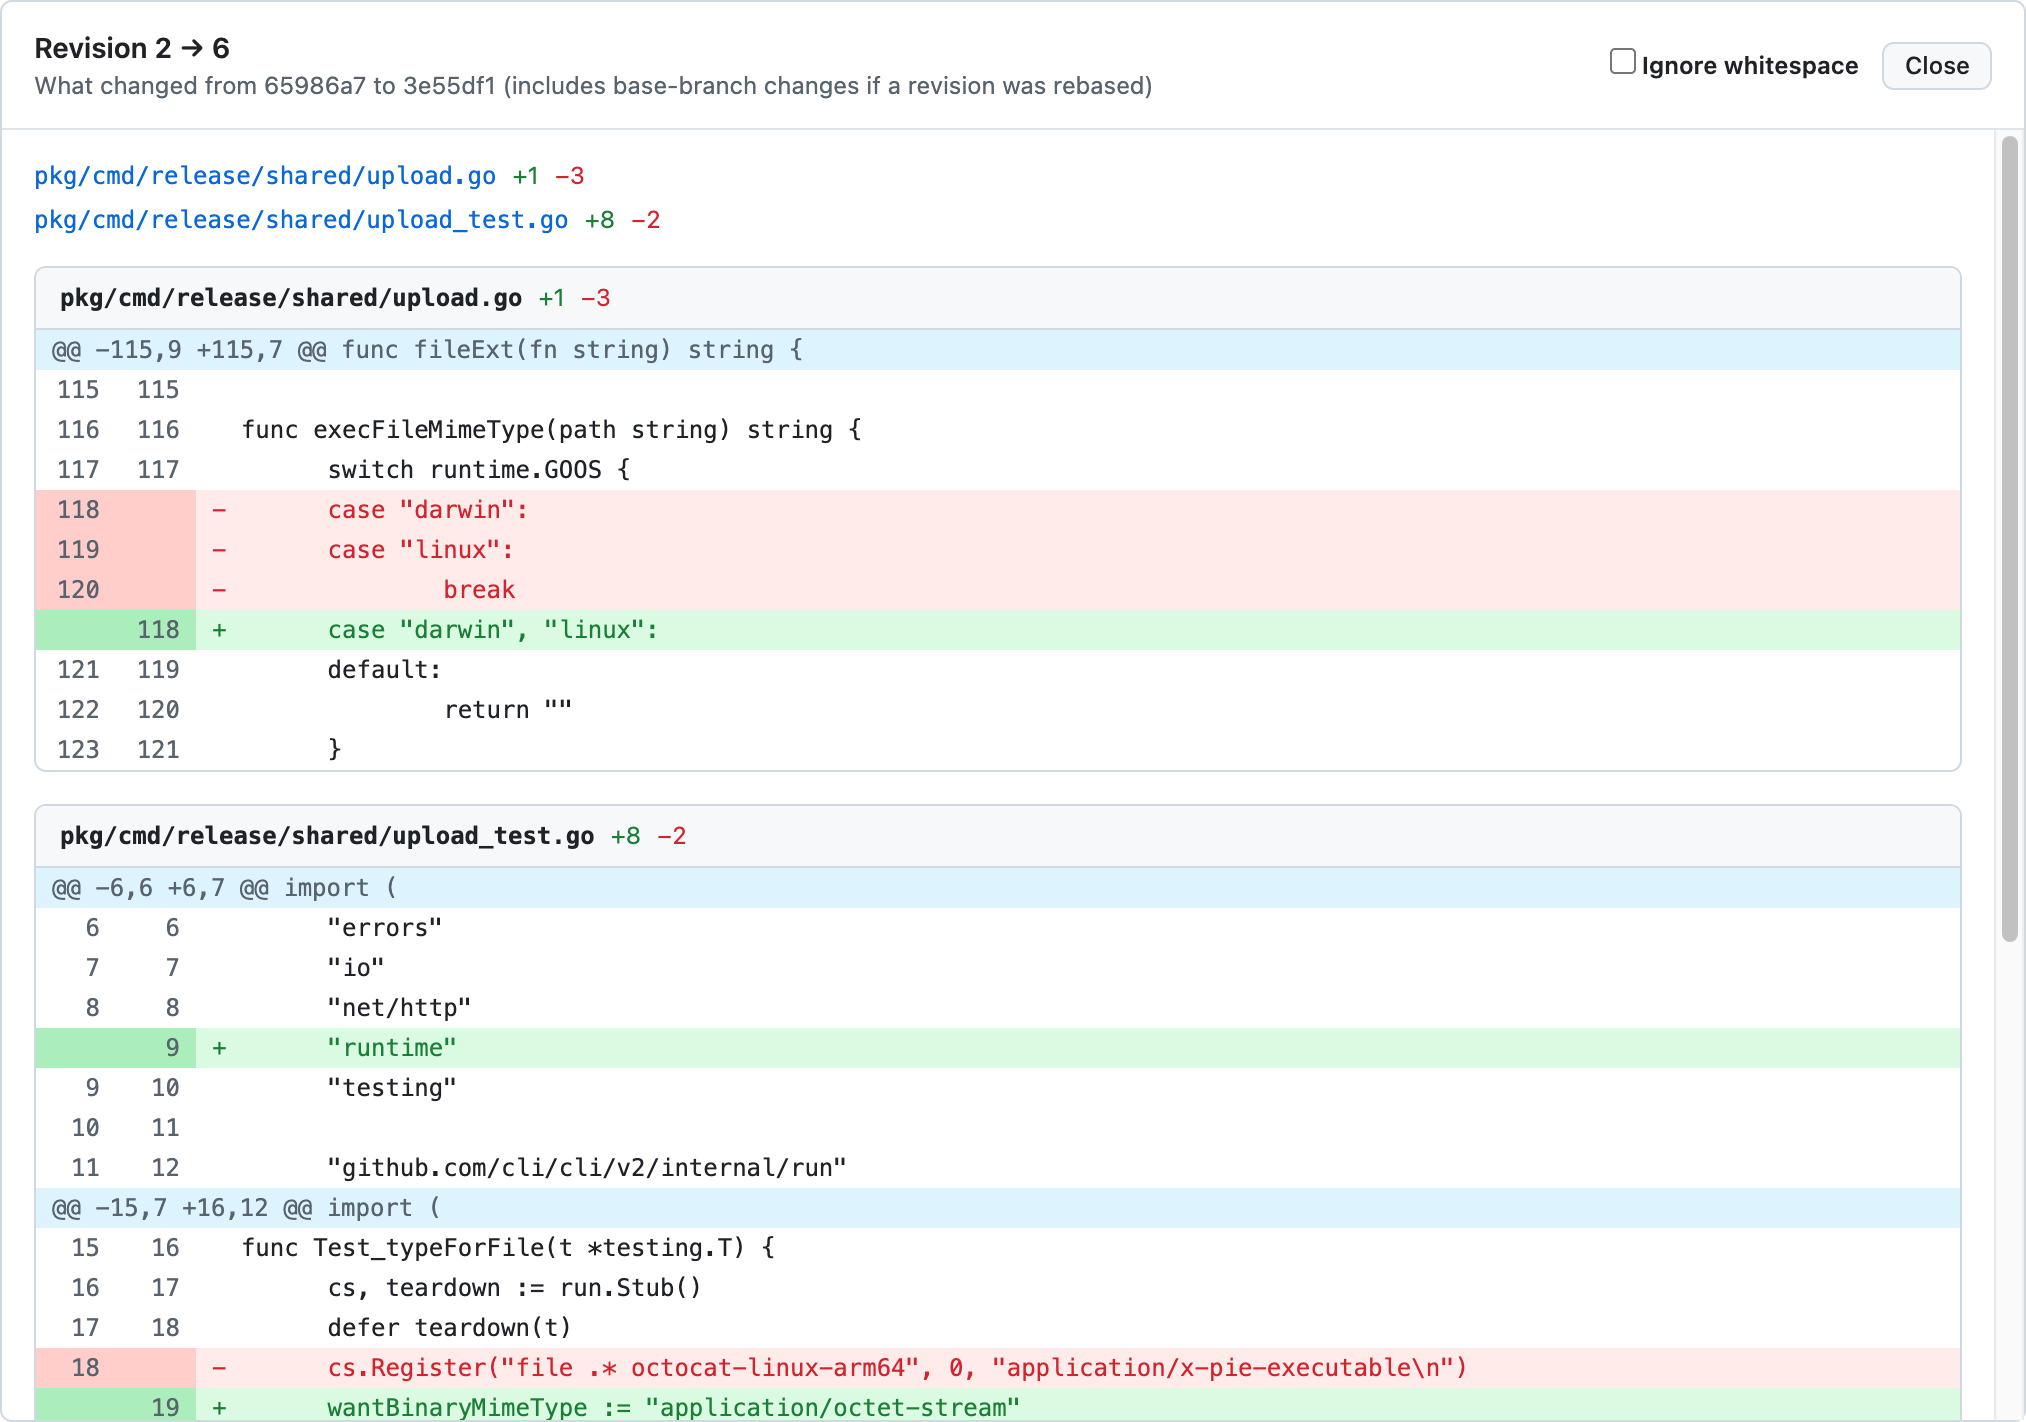 Revision 2 → 6
What changed from 65986a7 to 3e55df1 (includes base-branch changes if a revision was rebased)
Ignore whitespace
Close
pkg/cmd/release/shared/upload.go +1 −3
pkg/cmd/release/shared/upload_test.go +8 −2
pkg/cmd/release/shared/upload.go +1 −3
@@ -115,9 +115,7 @@ func fileExt(fn string) string {
115 115
116 116 func execFileMimeType(path string) string {
117 117 switch runtime.GOOS {
118 - case "darwin":
119 - case "linux":
120 - break
118 + case "darwin", "linux":
121 119 default:
122 120 return ""
123 121 }
pkg/cmd/release/shared/upload_test.go +8 −2
@@ -6,6 +6,7 @@ import (
6 6 "errors"
7 7 "io"
8 8 "net/http"
9 + "runtime"
9 10 "testing"
10 11
11 12 "github.com/cli/cli/v2/internal/run"
@@ -15,7 +16,12 @@ import (
15 16 func Test_typeForFile(t *testing.T) {
16 17 cs, teardown := run.Stub()
17 18 defer teardown(t)
18 - cs.Register("file .* octocat-linux-arm64", 0, "application/x-pie-executable\n")
19 + wantBinaryMimeType := "application/octet-stream"